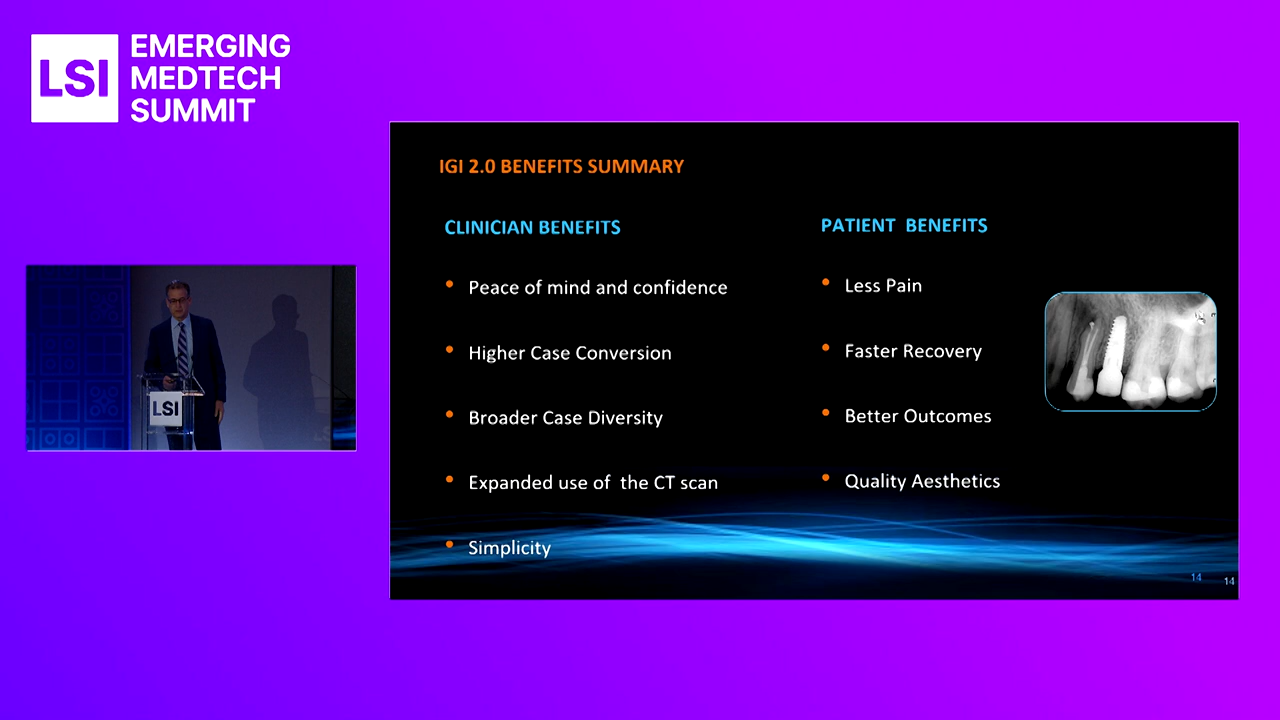 LSI
EMERGING
MEDTECH
SUMMIT
IGI 2.0 BENEFITS SUMMARY
CLINICIAN BENEFITS
Peace of mind and confidence
Higher Case Conversion
Broader Case Diversity
Expanded use of the CT scan
Simplicity
PATIENT BENEFITS
Less Pain
Faster Recovery
Better Outcomes
Quality Aesthetics
14
14
LSI